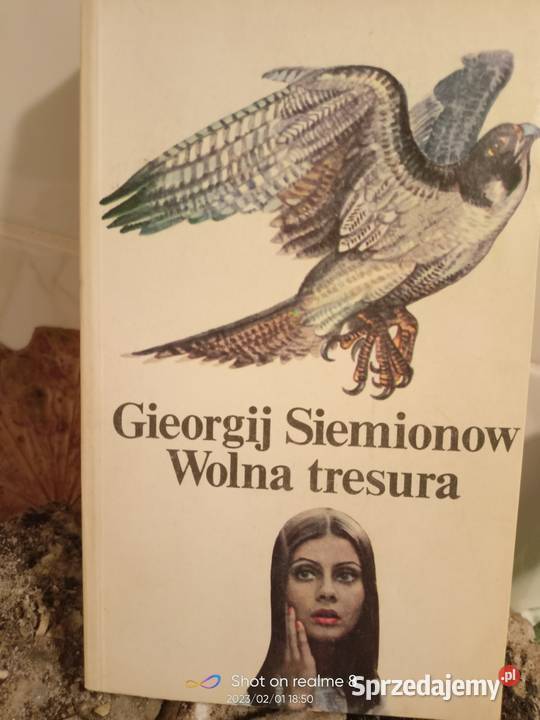 Gieorgij Siemionow
Wolna tresura
Shot on realme 8
2023/02/01 18:50
Sprzedajemy.pl